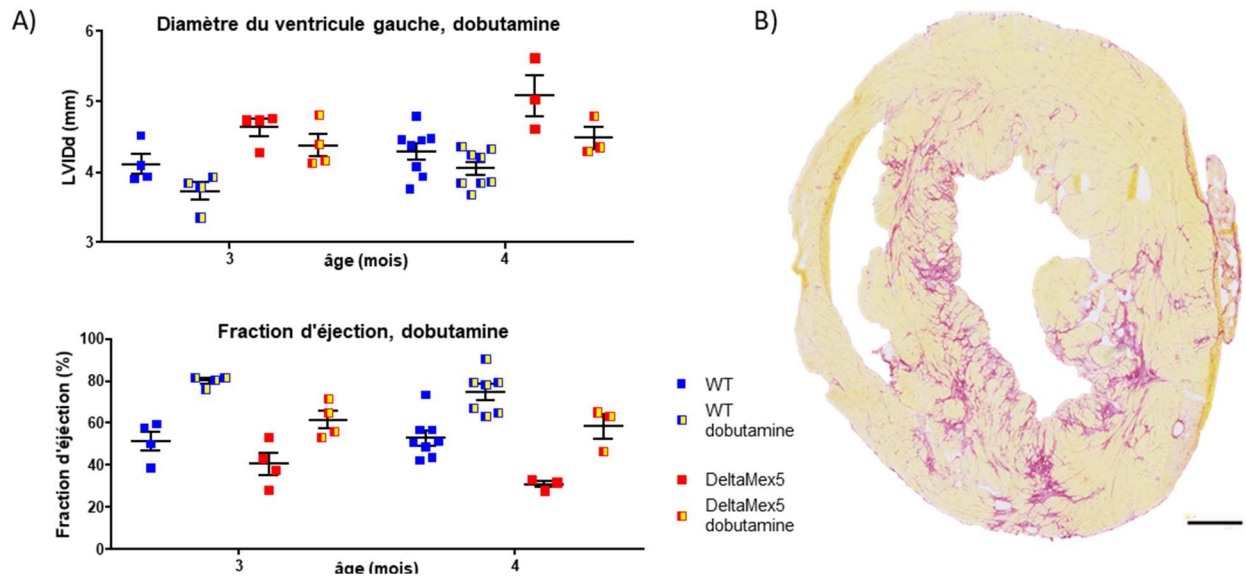 A)
Diamètre du ventricule gauche, dobutamine
LVIDd (mm)
6
5
4
3
3
4
âge (mois)
Fraction d'éjection, dobutamine
Fraction d'éjéction (%)
100
80
60
40
20
0
3
4
âge (mois)
WT
WT
dobutamine
DeltaMex5
DeltaMex5
dobutamine
B)